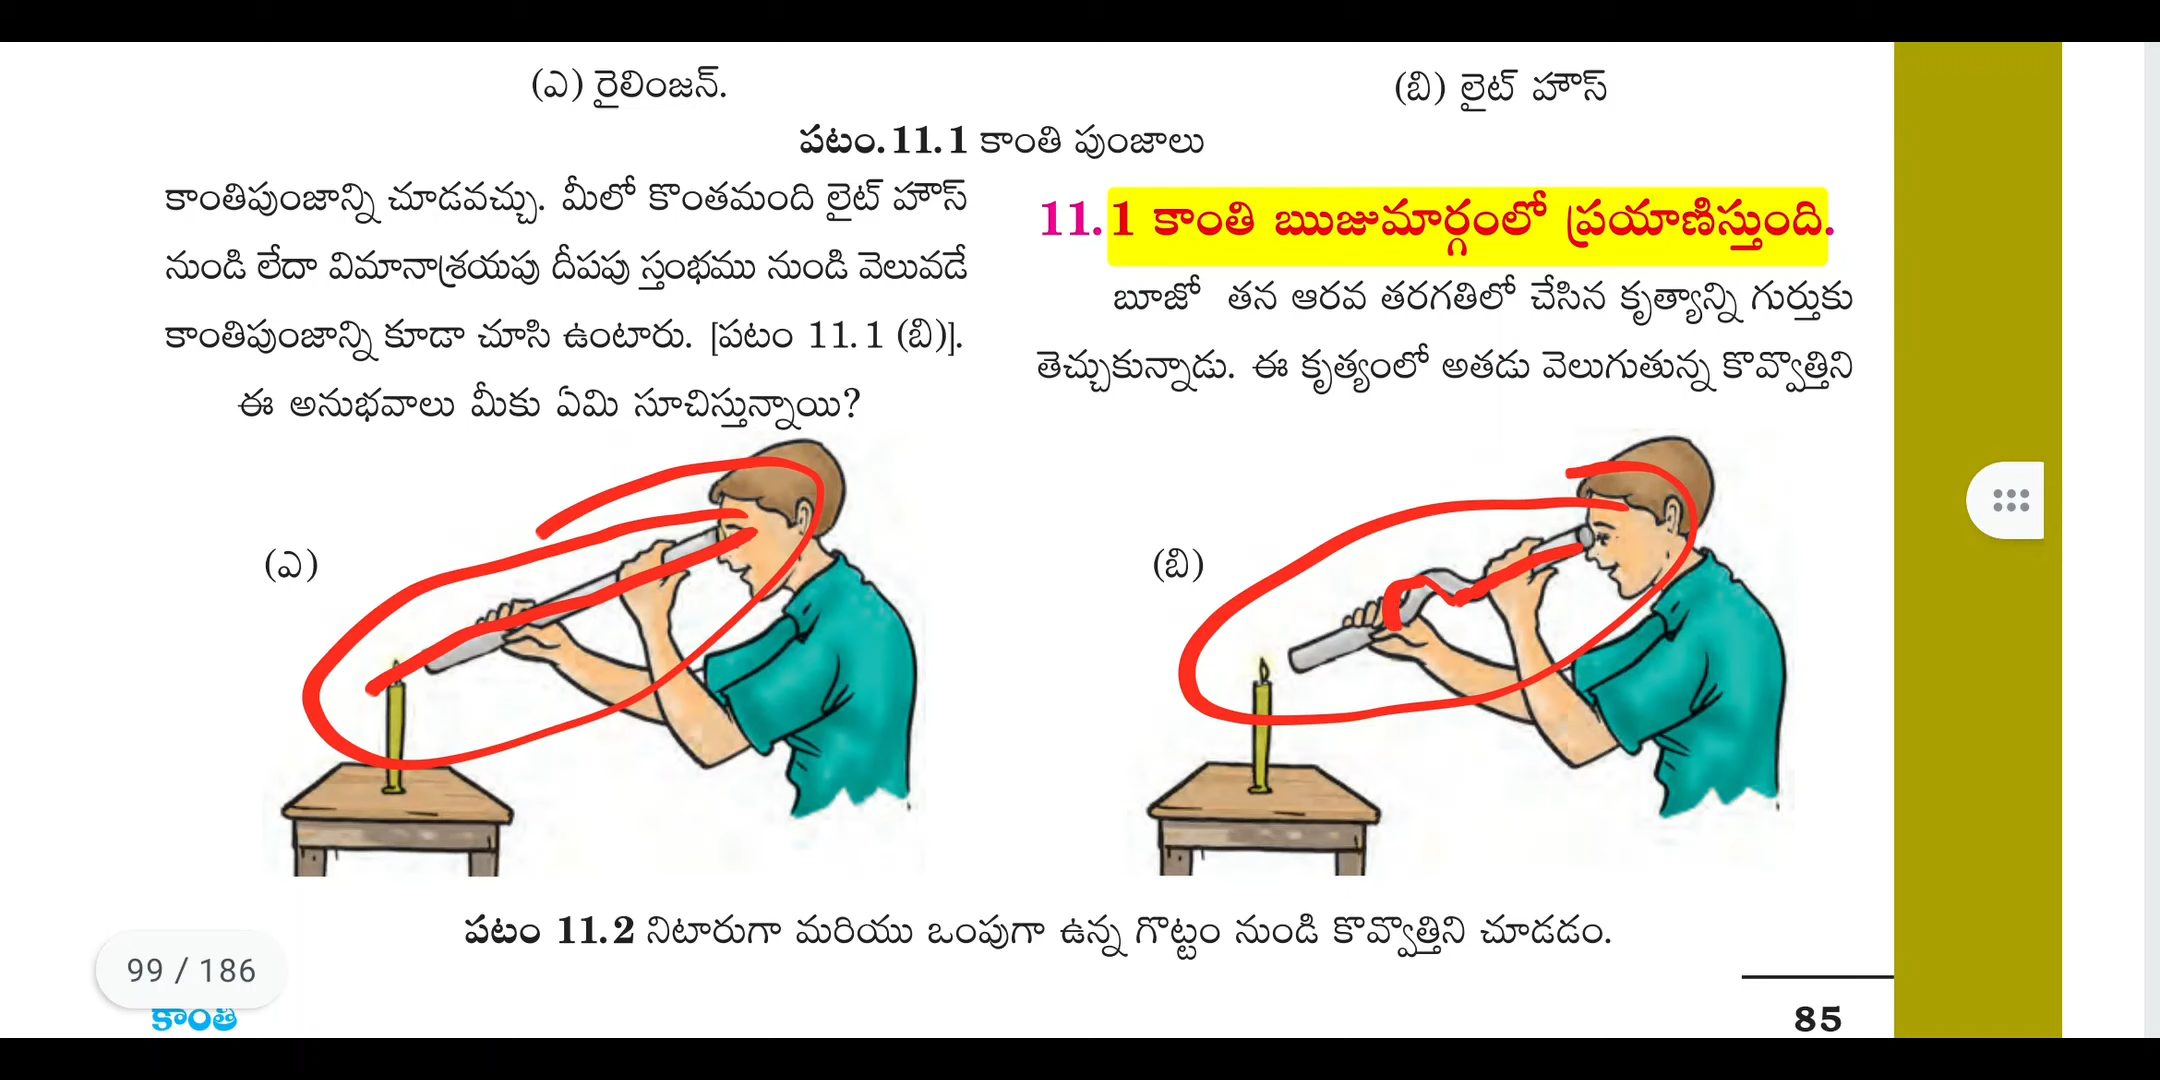 (ఎ) రైలింజన్.
(బి) లైట్ హౌస్
పటం.11.1 కాంతి పుంజాలు
కాంతిపుంజాన్ని చూడవచ్చు. మీలో కొంతమంది లైట్ హౌస్
నుండి లేదా విమానాశ్రయపు దీపపు స్తంభము నుండి వెలువడే
కాంతిపుంజాన్ని కూడా చూసి ఉంటారు. [పటం 11.1 (బి)].
ఈ అనుభవాలు మీకు ఏమి సూచిస్తున్నాయి?
11.1 కాంతి ఋజుమార్గంలో ప్రయాణిస్తుంది.
బూజో తన ఆరవ తరగతిలో చేసిన కృత్యాన్ని గుర్తుకు
తెచ్చుకున్నాడు. ఈ కృత్యంలో అతడు వెలుగుతున్న కొవ్వొత్తిని
(ఎ)
(బి)
పటం 11.2 నిటారుగా మరియు ఒంపుగా ఉన్న గొట్టం నుండి కొవ్వొత్తిని చూడడం.
99 / 186
కాంతి
85